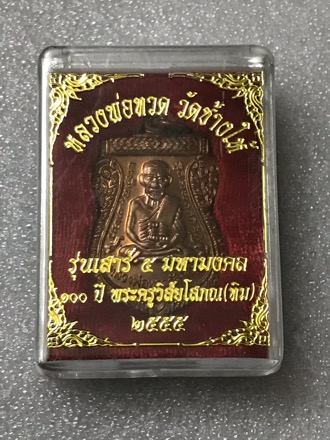 หลวงพ่อทวด วัดช้างให้
รุ่นเสาร์ ๕ มหามงคล
๑๐๐ ปี พระครูวิสัยโสภณ(ทิม)
๒๕๕๕